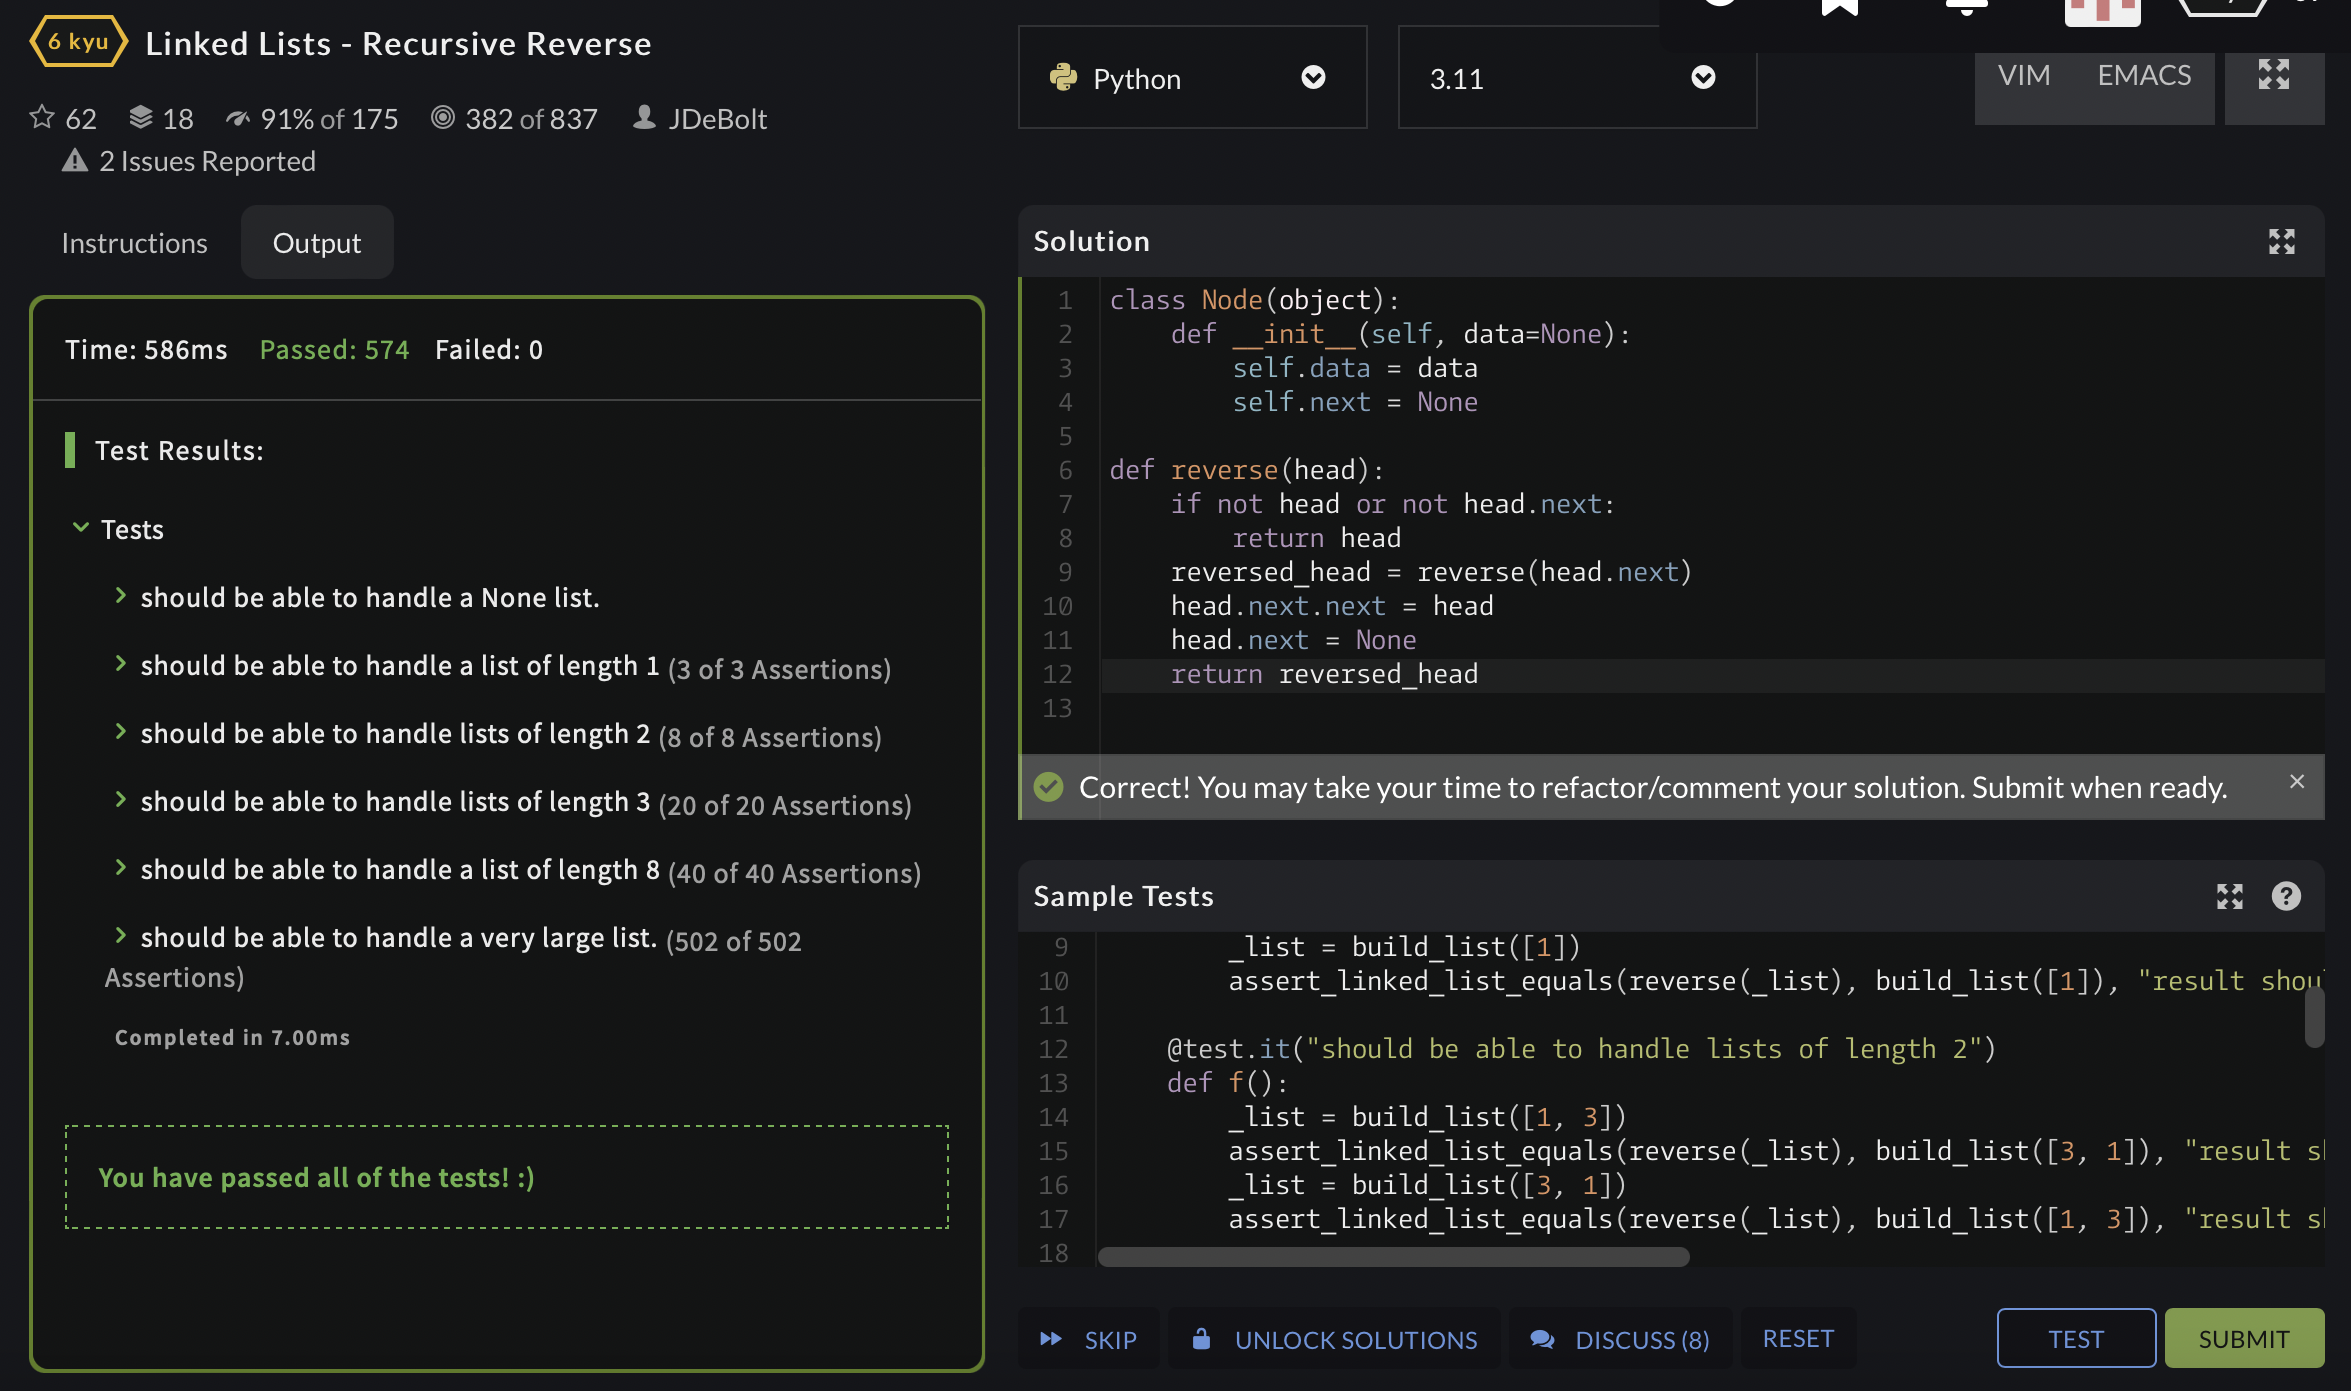 6 kyu
Linked Lists - Recursive Reverse
62 18 91% of 175 382 of 837 JDeBolt
2 Issues Reported
Python
3.11
VIM EMACS
Instructions
Output
Time: 586ms Passed: 574 Failed: 0
Test Results:
Tests
should be able to handle a None list.
should be able to handle a list of length 1 (3 of 3 Assertions)
should be able to handle lists of length 2 (8 of 8 Assertions)
should be able to handle lists of length 3 (20 of 20 Assertions)
should be able to handle a list of length 8 (40 of 40 Assertions)
should be able to handle a very large list. (502 of 502
Assertions)
Completed in 7.00ms
You have passed all of the tests! :)
Solution
1 class Node(object):
2     def __init__(self, data=None):
3         self.data = data
4         self.next = None
5
6 def reverse(head):
7     if not head or not head.next:
8         return head
9     reversed_head = reverse(head.next)
10     head.next.next = head
11     head.next = None
12     return reversed_head
13
Correct! You may take your time to refactor/comment your solution. Submit when ready.
×
Sample Tests
?
9         _list = build_list([1])
10         assert_linked_list_equals(reverse(_list), build_list([1]), "result shou
11
12     @test.it("should be able to handle lists of length 2")
13     def f():
14         _list = build_list([1, 3])
15         assert_linked_list_equals(reverse(_list), build_list([3, 1]), "result s
16         _list = build_list([3, 1])
17         assert_linked_list_equals(reverse(_list), build_list([1, 3]), "result s
18
SKIP
UNLOCK SOLUTIONS
DISCUSS (8)
RESET
TEST
SUBMIT